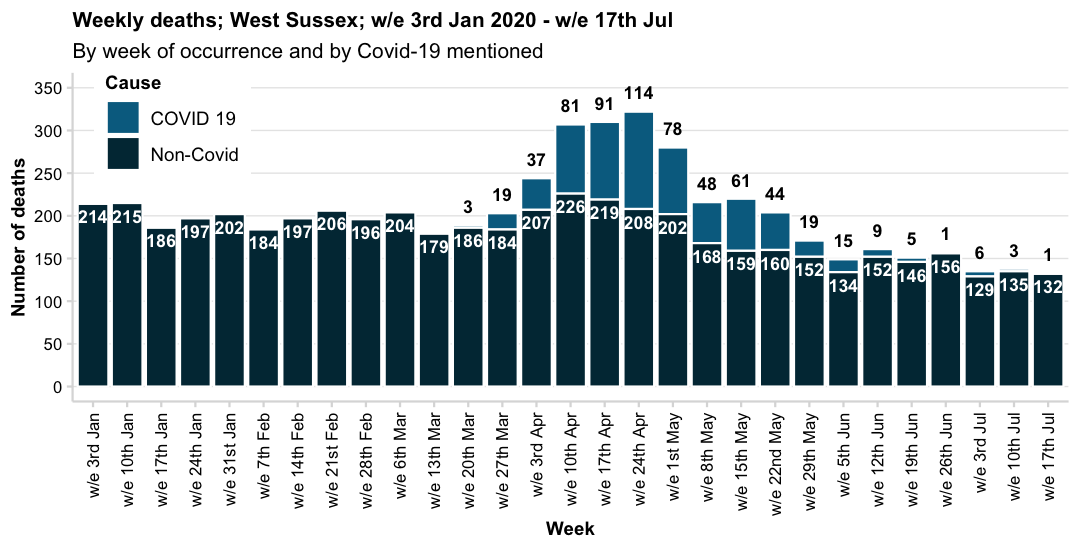 Weekly deaths; West Sussex; w/e 3rd Jan 2020 - w/e 17th Jul
By week of occurrence and by Covid-19 mentioned
Cause
COVID 19
Non-Covid
Number of deaths
350
300
250
200
150
100
50
0
3 19 37 81 91 114 78 48 61 44 19 15 9 5 1 6 3 1
214 215 186 197 202 184 197 206 196 204 179 186 184 207 226 219 208 202 168 159 160 152 134 152 146 156 129 135 132
w/e 3rd Jan
w/e 10th Jan
w/e 17th Jan
w/e 24th Jan
w/e 31st Jan
w/e 7th Feb
w/e 14th Feb
w/e 21st Feb
w/e 28th Feb
w/e 6th Mar
w/e 13th Mar
w/e 20th Mar
w/e 27th Mar
w/e 3rd Apr
w/e 10th Apr
w/e 17th Apr
w/e 24th Apr
w/e 1st May
w/e 8th May
w/e 15th May
w/e 22nd May
w/e 29th May
w/e 5th Jun
w/e 12th Jun
w/e 19th Jun
w/e 26th Jun
w/e 3rd Jul
w/e 10th Jul
w/e 17th Jul
Week